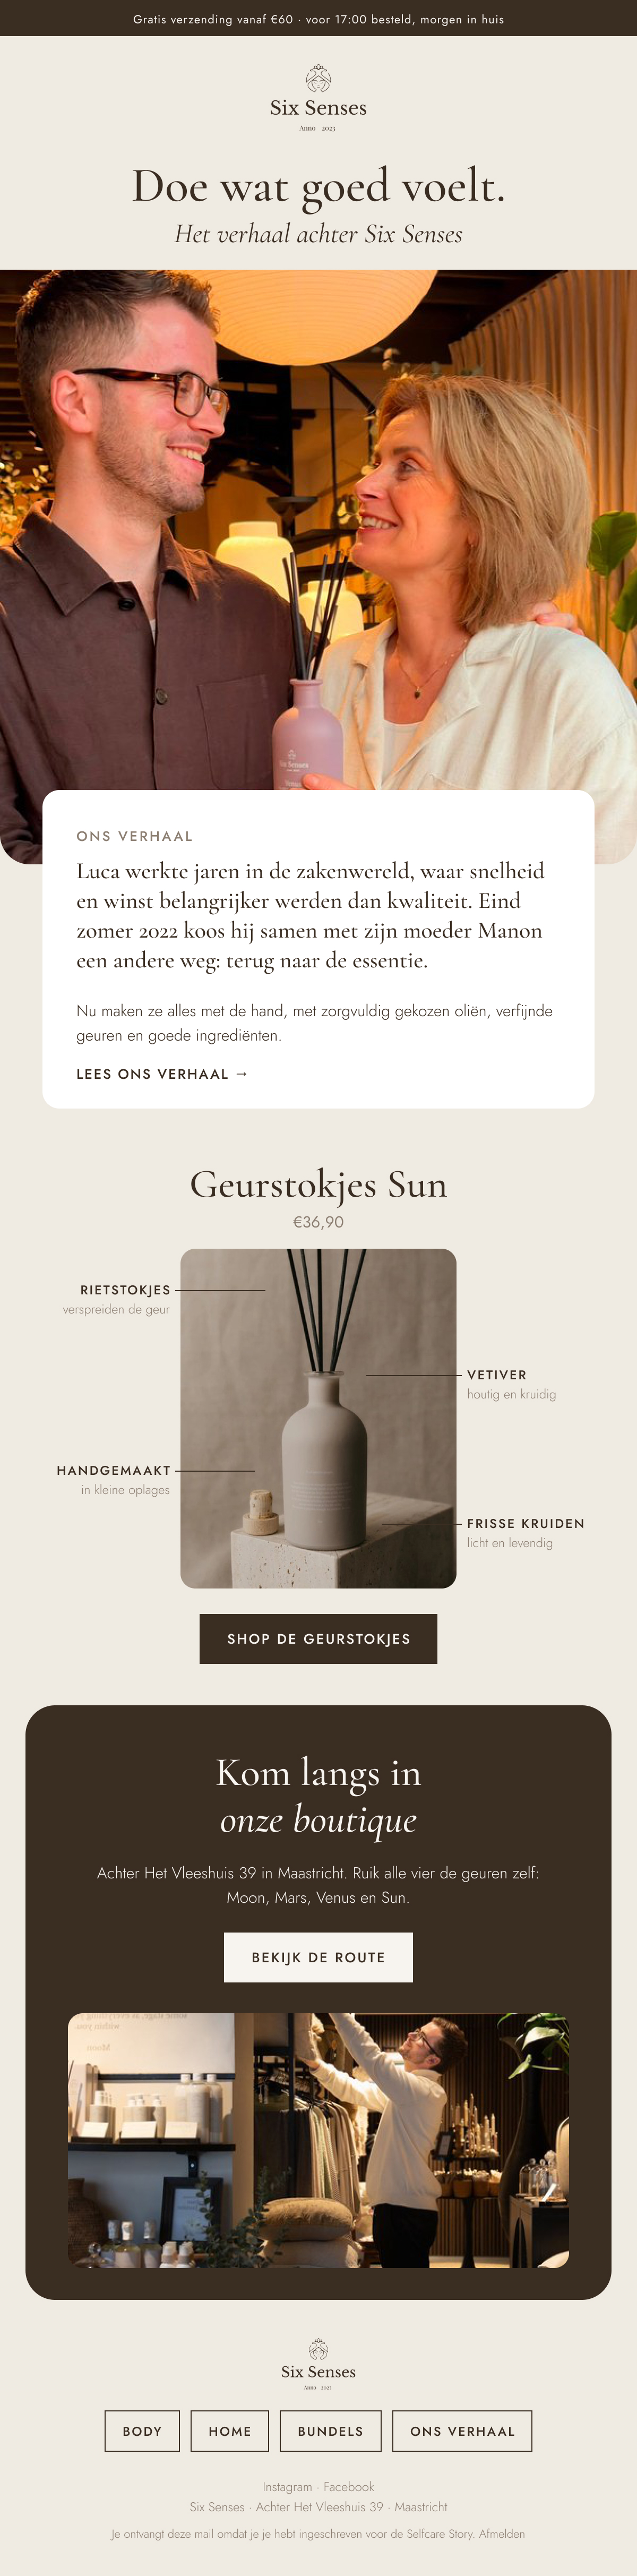 Gratis verzending vanaf €60 · voor 17:00 besteld, morgen in huis
Six Senses
Anno 2023
Doe wat goed voelt.
Het verhaal achter Six Senses
Six Senses
ONS VERHAAL
Luca werkte jaren in de zakenwereld, waar snelheid
en winst belangrijker werden dan kwaliteit. Eind
zomer 2022 koos hij samen met zijn moeder Manon
een andere weg: terug naar de essentie.
Nu maken ze alles met de hand, met zorgvuldig gekozen oliën, verfijnde
geuren en goede ingrediënten.
LEES ONS VERHAAL →
Geurstokjes Sun
€36,90
RIETSTOKJES
verspreiden de geur
VETIVER
houtig en kruidig
HANDGEMAAKT
in kleine oplages
FRISSE KRUIDEN
licht en levendig
SHOP DE GEURSTOKJES
Kom langs in
onze boutique
Achter Het Vleeshuis 39 in Maastricht. Ruik alle vier de geuren zelf:
Moon, Mars, Venus en Sun.
BEKIJK DE ROUTE
Six Senses
Anno 2023
BODY
HOME
BUNDELS
ONS VERHAAL
Instagram · Facebook
Six Senses · Achter Het Vleeshuis 39 · Maastricht
Je ontvangt deze mail omdat je je hebt ingeschreven voor de Selfcare Story. Afmelden